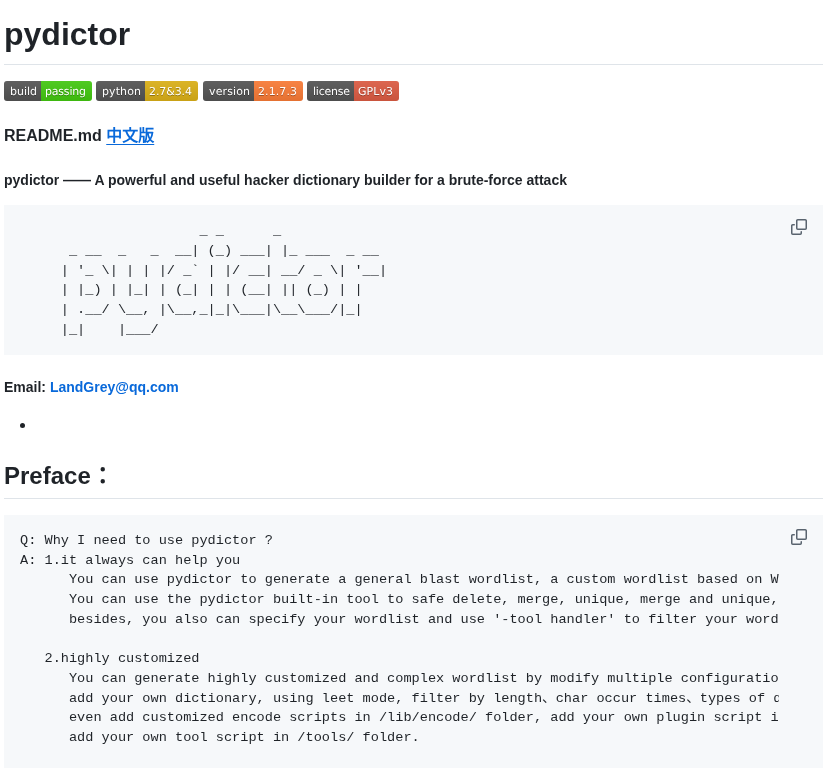 pydictor
build passing python 2.7&3.4 version 2.1.7.3 license GPLv3
README.md 中文版
pydictor —— A powerful and useful hacker dictionary builder for a brute-force attack
                      _ _      _
      _ __  _   _  __| (_) ___| |_ ___  _ __
     | '_ \| | | |/ _` | |/ __| __/ _ \| '__|
     | |_) | |_| | (_| | | (__| || (_) | |
     | .__/ \__, |\__,_|_|\___|\__\___/|_|
     |_|    |___/
Email: LandGrey@qq.com
Preface：
Q: Why I need to use pydictor ?
A: 1.it always can help you
      You can use pydictor to generate a general blast wordlist, a custom wordlist based on W
      You can use the pydictor built-in tool to safe delete, merge, unique, merge and unique,
      besides, you also can specify your wordlist and use '-tool handler' to filter your word
   2.highly customized
      You can generate highly customized and complex wordlist by modify multiple configuratio
      add your own dictionary, using leet mode, filter by length、char occur times、types of
      even add customized encode scripts in /lib/encode/ folder, add your own plugin script i
      add your own tool script in /tools/ folder.